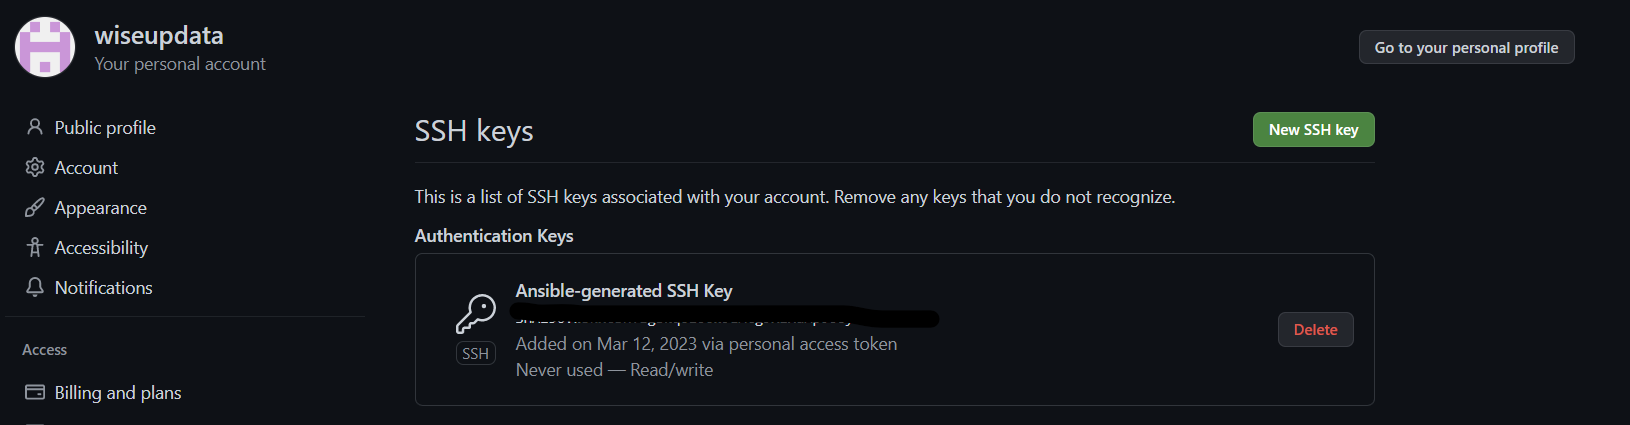 wiseupdata
Your personal account
Go to your personal profile
Public profile
Account
Appearance
Accessibility
Notifications
Access
Billing and plans
SSH keys
New SSH key
This is a list of SSH keys associated with your account. Remove any keys that you do not recognize.
Authentication Keys
Ansible-generated SSH Key
SSH
Added on Mar 12, 2023 via personal access token
Never used — Read/write
Delete